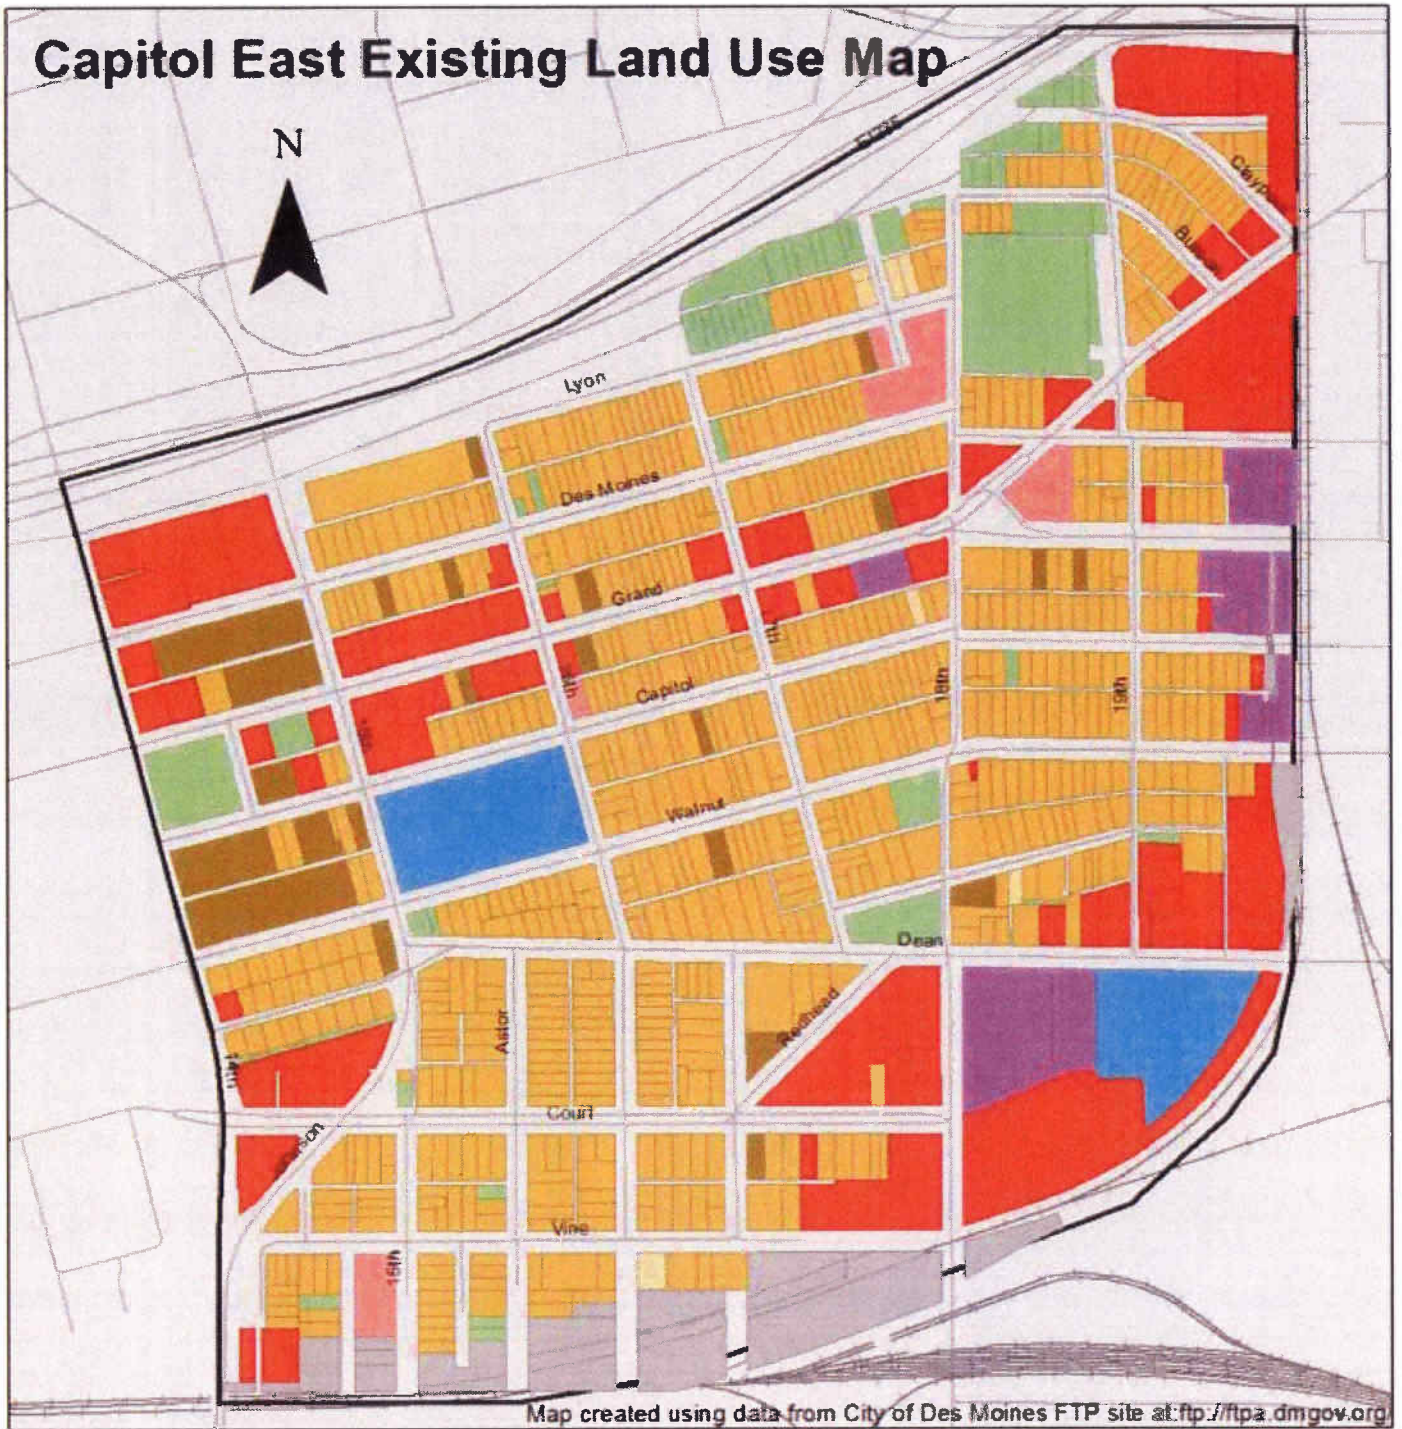 Capitol East Existing Land Use Map
N
Lyon
Des Moines
Grand
Capitol
18th
19th
Walnut
Dean
Redhead
Astor
14th
Court
Vine
15th
Map created using data from City of Des Moines FTP site at:ftp://ftpa.dmgov.org/